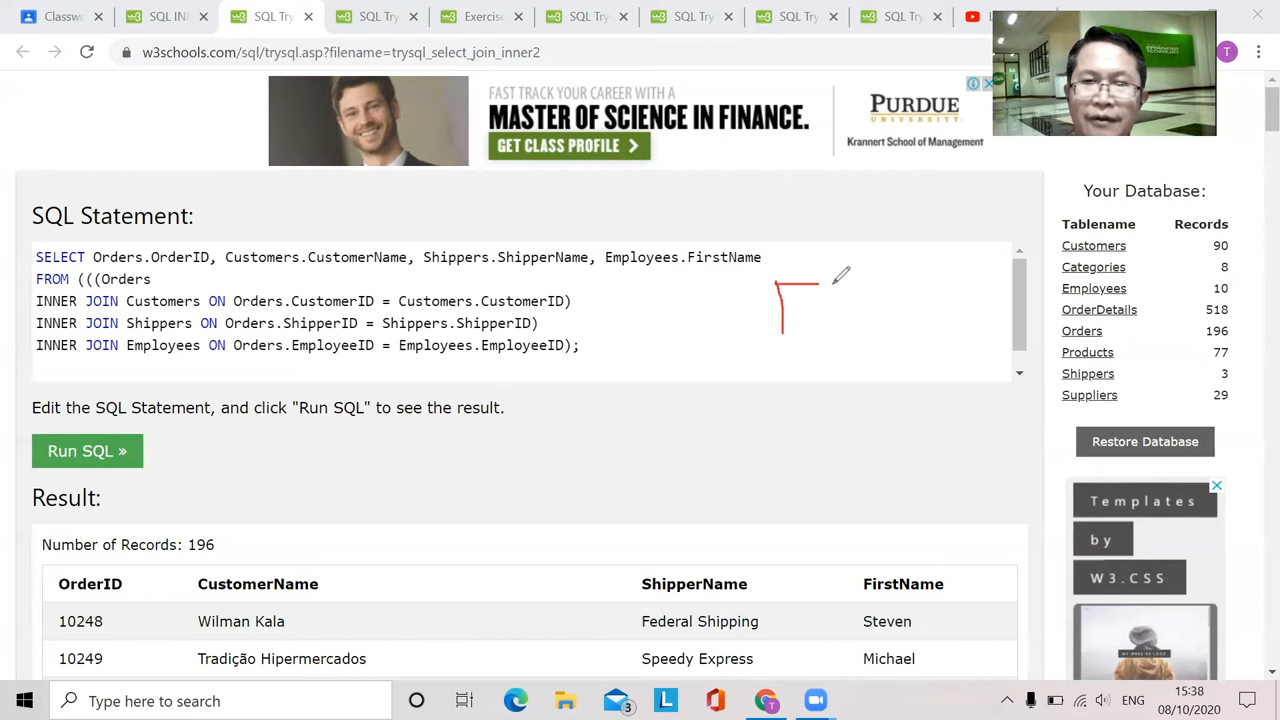 Classwo
SQL INN
SQL Try
SQL Try
Exercise
SQL Try
SQL Try
SQL Try
SQL Try
w3schools.com/sql/trysql.asp?filename=trysql_select_join_inner2
T
FAST TRACK YOUR CAREER WITH A
MASTER OF SCIENCE IN FINANCE.
GET CLASS PROFILE
PURDUE
UNIVERSITY
Krannert School of Management
SQL Statement:
SELECT Orders.OrderID, Customers.CustomerName, Shippers.ShipperName, Employees.FirstName
FROM (((Orders
INNER JOIN Customers ON Orders.CustomerID = Customers.CustomerID)
INNER JOIN Shippers ON Orders.ShipperID = Shippers.ShipperID)
INNER JOIN Employees ON Orders.EmployeeID = Employees.EmployeeID);
Edit the SQL Statement, and click "Run SQL" to see the result.
Run SQL »
Result:
Number of Records: 196
OrderID CustomerName ShipperName FirstName
10248 Wilman Kala Federal Shipping Steven
10249 Tradição Hipermercados Speedy Express Michael
Your Database:
Tablename Records
Customers 90
Categories 8
Employees 10
OrderDetails 518
Orders 196
Products 77
Shippers 3
Suppliers 29
Restore Database
Templates
by
W3.CSS
Type here to search
3
L
ENG
15:38
08/10/2020